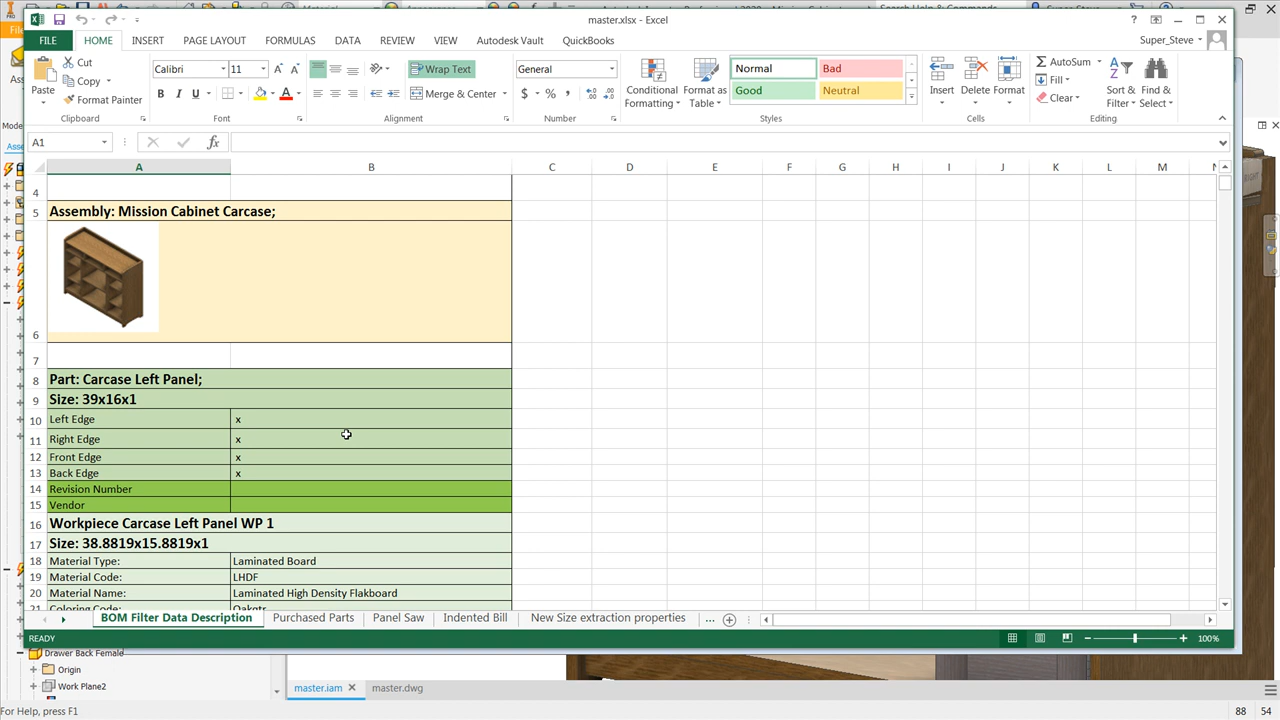 master.xlsx - Excel
FILE HOME INSERT PAGE LAYOUT FORMULAS DATA REVIEW VIEW Autodesk Vault QuickBooks Super_Steve
Paste
Cut
Copy
Format Painter
Clipboard
Calibri 11
B I U
Font
Wrap Text
Merge & Center
Alignment
General
$ % ,
Number
Conditional Formatting
Format as Table
Normal Bad
Good Neutral
Styles
Insert Delete Format
Cells
AutoSum
Fill
Clear
Sort & Filter
Find & Select
Editing
A1 fx
A B C D E F G H I J K L M
4
5 Assembly: Mission Cabinet Carcase;
6
7
8 Part: Carcase Left Panel;
9 Size: 39x16x1
10 Left Edge x
11 Right Edge x
12 Front Edge x
13 Back Edge x
14 Revision Number
15 Vendor
16 Workpiece Carcase Left Panel WP 1
17 Size: 38.8819x15.8819x1
18 Material Type: Laminated Board
19 Material Code: LHDF
20 Material Name: Laminated High Density Flakboard
21 Coloring Code: Oakqtr
BOM Filter Data Description Purchased Parts Panel Saw Indented Bill New Size extraction properties ...
READY 100%
Drawer Back Female
Origin
Work Plane2
master.iam master.dwg
For Help, press F1 88 54